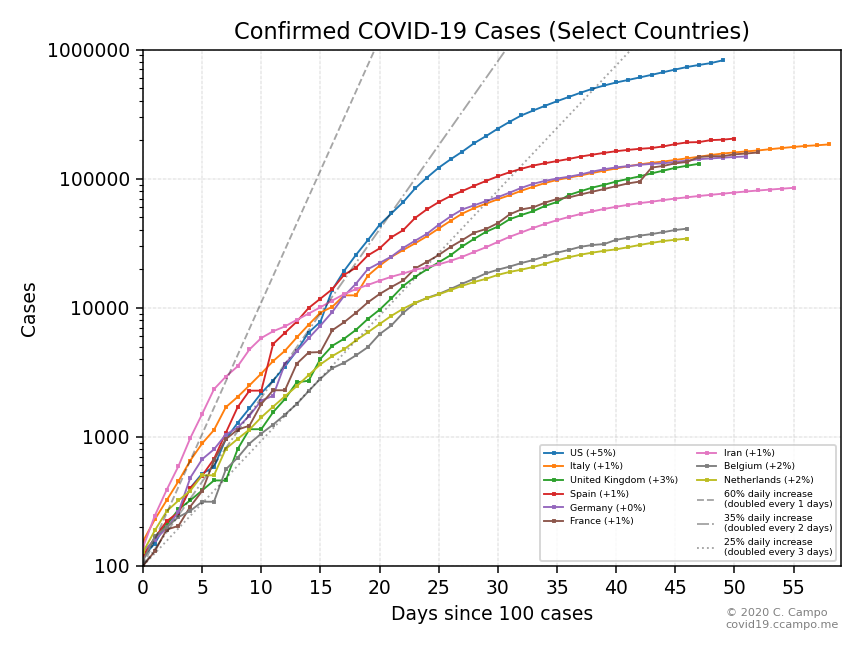 Confirmed COVID-19 Cases (Select Countries)
1000000
100000
10000
1000
100
Cases
0 5 10 15 20 25 30 35 40 45 50 55
Days since 100 cases
US (+5%)
Italy (+1%)
United Kingdom (+3%)
Spain (+1%)
Germany (+0%)
France (+1%)
Iran (+1%)
Belgium (+2%)
Netherlands (+2%)
60% daily increase
(doubled every 1 days)
35% daily increase
(doubled every 2 days)
25% daily increase
(doubled every 3 days)
© 2020 C. Campo
covid19.ccampo.me